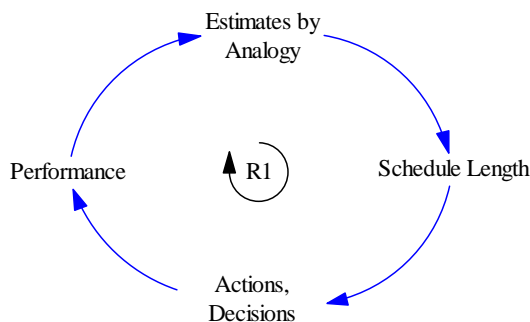 Estimates by
Analogy
Performance
R1
Schedule Length
Actions,
Decisions